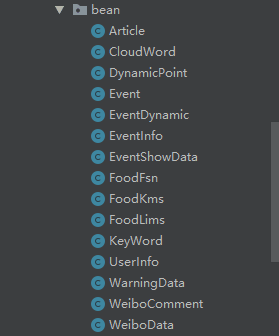 bean
Article
CloudWord
DynamicPoint
Event
EventDynamic
EventInfo
EventShowData
FoodFsn
FoodKms
FoodLims
KeyWord
UserInfo
WarningData
WeiboComment
WeiboData